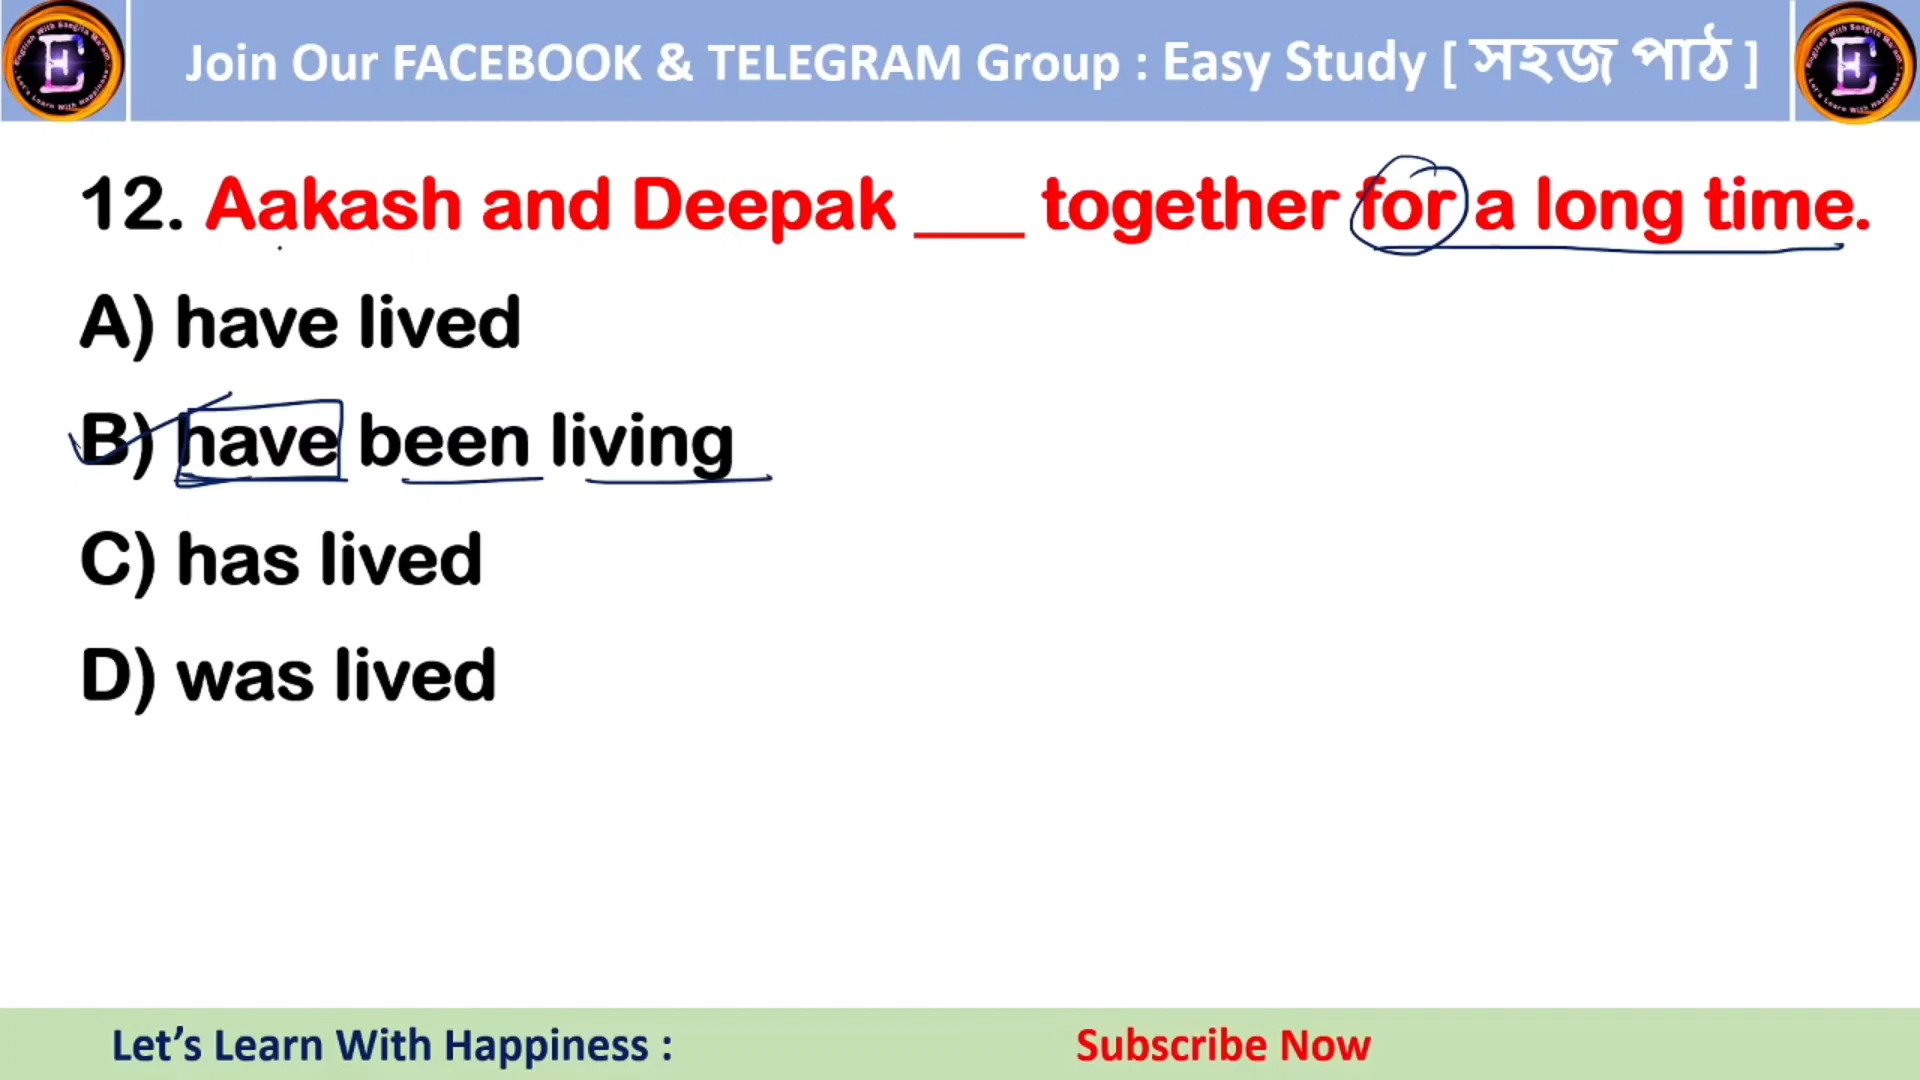 Join Our FACEBOOK & TELEGRAM Group : Easy Study [ সহজ পাঠ ]
12. Aakash and Deepak ___ together for a long time.
A) have lived
B) have been living
C) has lived
D) was lived
Let's Learn With Happiness :
Subscribe Now